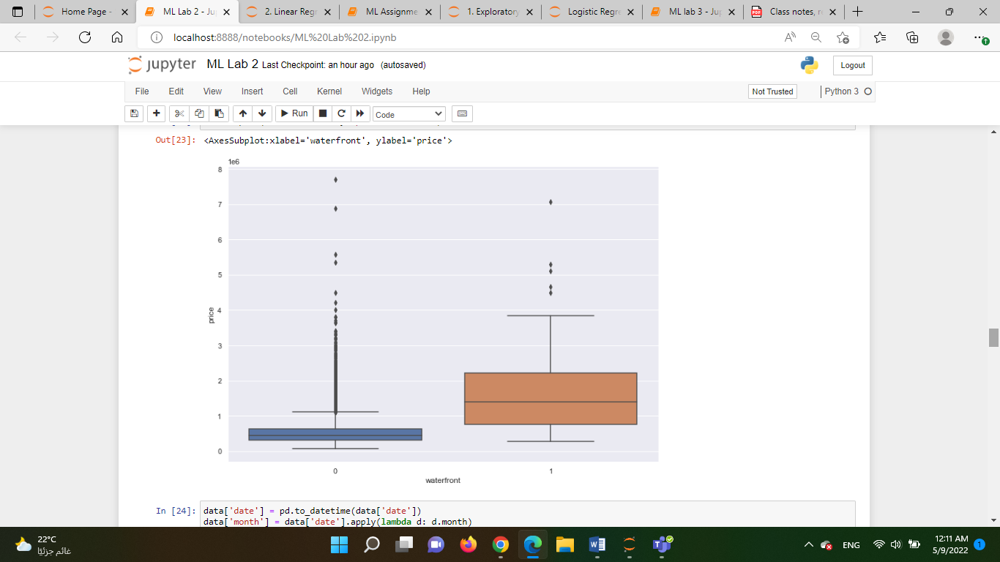 Home Page -
ML Lab 2 - Ju
2. Linear Regr
ML Assignme
1. Exploratory
Logistic Regre
ML lab 3 - Jup
PDF
Class notes, r
localhost:8888/notebooks/ML%20Lab%202.ipynb
jupyter ML Lab 2 Last Checkpoint: an hour ago (autosaved)
Logout
File Edit View Insert Cell Kernel Widgets Help
Not Trusted
Python 3
Run
Code
Out[23]: <AxesSubplot:xlabel='waterfront', ylabel='price'>
1e6
8
7
6
5
4
3
2
1
0
price
0 1
waterfront
In [24]: data['date'] = pd.to_datetime(data['date'])
data['month'] = data['date'].apply(lambda d: d.month)
22°C
غائم جزئيًا
ENG
12:11 AM
5/9/2022
1